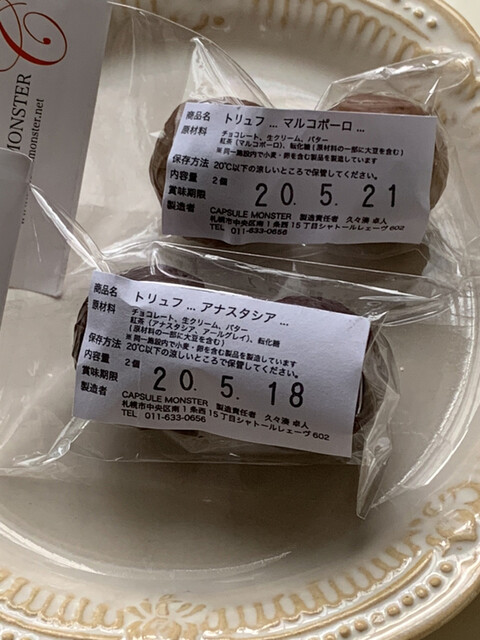 MONSTER
monster.net
商品名 トリュフ … マルコポーロ …
原材料 チョコレート、生クリーム、バター
紅茶(マルコポーロ)、転化糖(原材料の一部に大豆を含む)
※同一施設内で小麦・卵を含む製品を製造しています
保存方法 20℃以下の涼しいところで保管してください。
内容量 2個
賞味期限 20.5.21
製造者 CAPSULE MONSTER 製造責任者 久々湊 卓人
札幌市中央区南1条西15丁目シャトールレェーヴ602
TEL 011-633-0656
商品名 トリュフ … アナスタシア …
原材料 チョコレート、生クリーム、バター
紅茶(アナスタシア、アールグレイ)、転化糖
(原材料の一部に大豆を含む)
※同一施設内で小麦・卵を含む製品を製造しています
保存方法 20℃以下の涼しいところで保管してください。
内容量 2個
賞味期限 20.5.18
製造者 CAPSULE MONSTER 製造責任者 久々湊 卓人
札幌市中央区南1条西15丁目シャトールレェーヴ602
TEL 011-633-0656